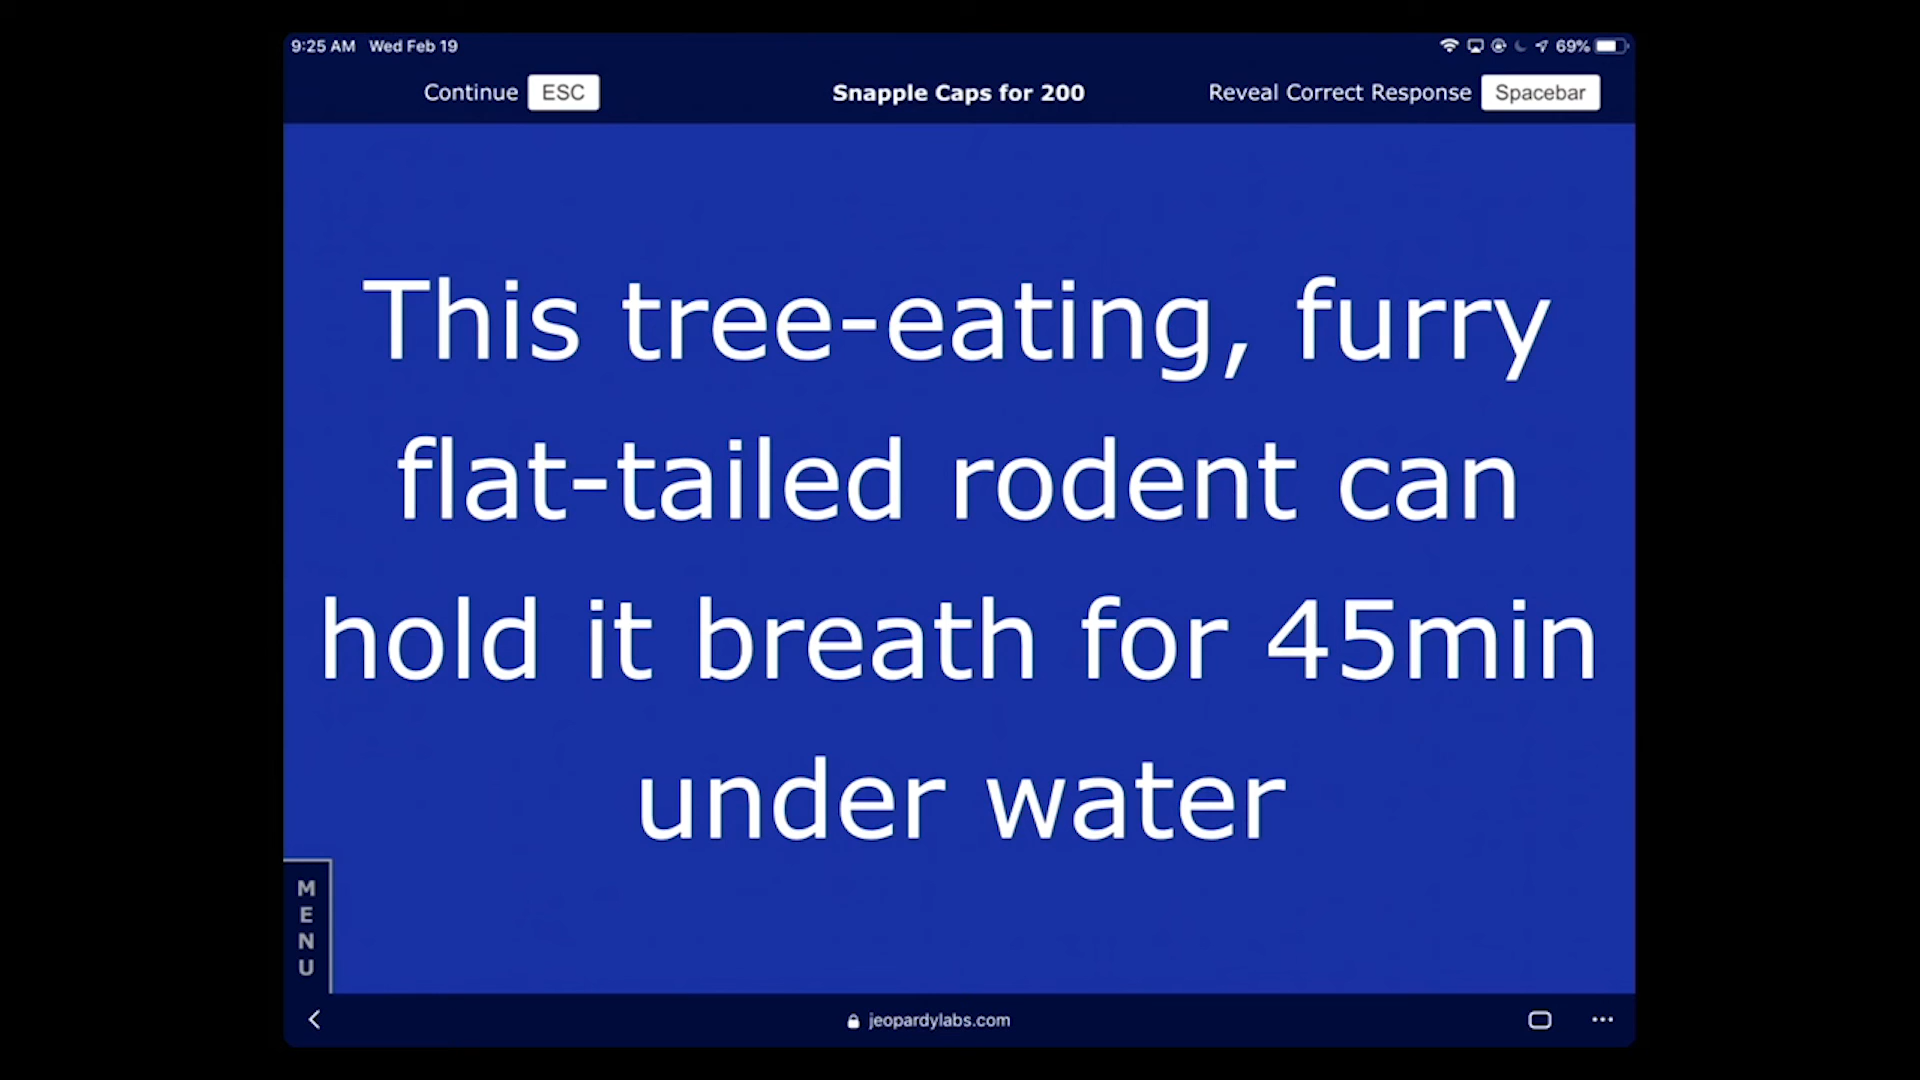 9:25 AM Wed Feb 19 69%
Continue ESC Snapple Caps for 200 Reveal Correct Response Spacebar
This tree-eating, furry
flat-tailed rodent can
hold it breath for 45min
under water
MENU
jeopardylabs.com